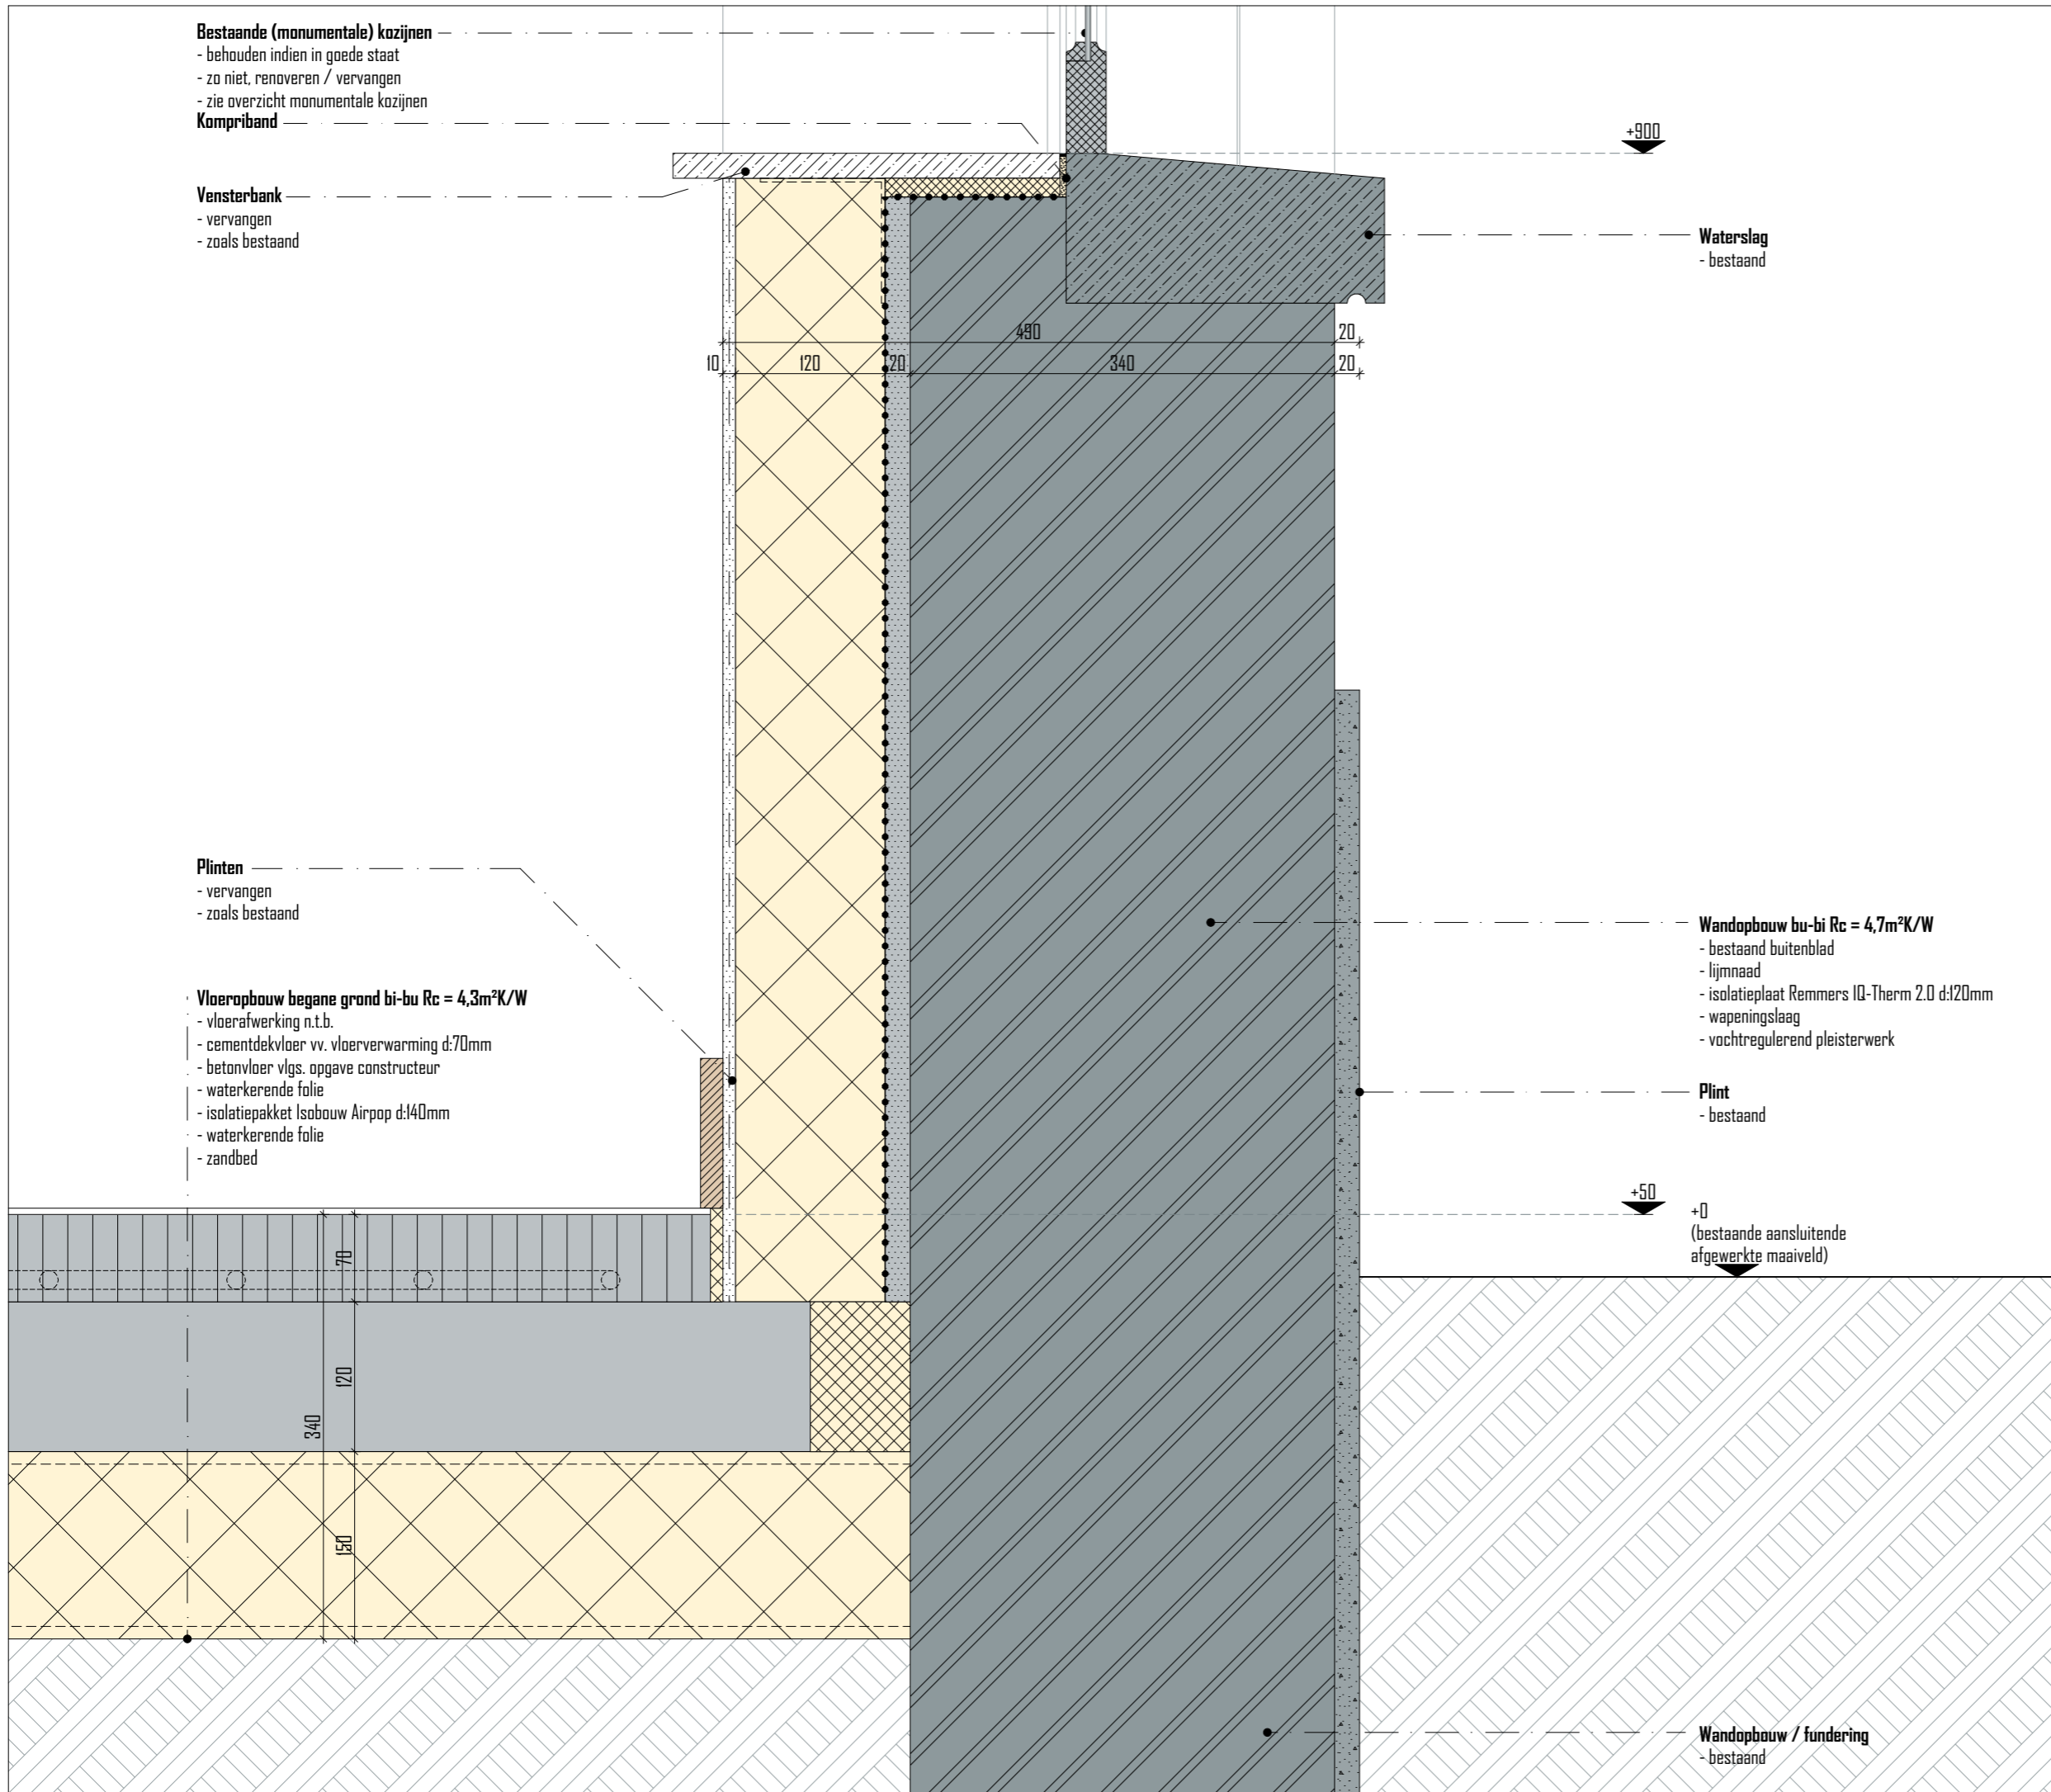 Bestaande (monumentale) kozijnen
- behouden indien in goede staat
- zo niet, renoveren / vervangen
- zie overzicht monumentale kozijnen
Kompriband
+900
Vensterbank
- vervangen
- zoals bestaand
Waterslag
- bestaand
490
20
10
120
20
340
20
Plinten
- vervangen
- zoals bestaand
Wandopbouw bu-bi Rc = 4,7m²K/W
- bestaand buitenblad
- lijmnaad
- isolatieplaat Remmers IQ-Therm 2.0 d:120mm
- wapeningslaag
- vochtregulerend pleisterwerk
Vloeropbouw begane grond bi-bu Rc = 4,3m²K/W
- vloerafwerking n.t.b.
- cementdekvloer vv. vloerverwarming d:70mm
- betonvloer vlgs. opgave constructeur
- waterkerende folie
- isolatiepakket Isobouw Airpop d:140mm
- waterkerende folie
- zandbed
Plint
- bestaand
+50
+0
(bestaande aansluitende
afgewerkte maaiveld)
70
120
340
150
Wandopbouw / fundering
- bestaand